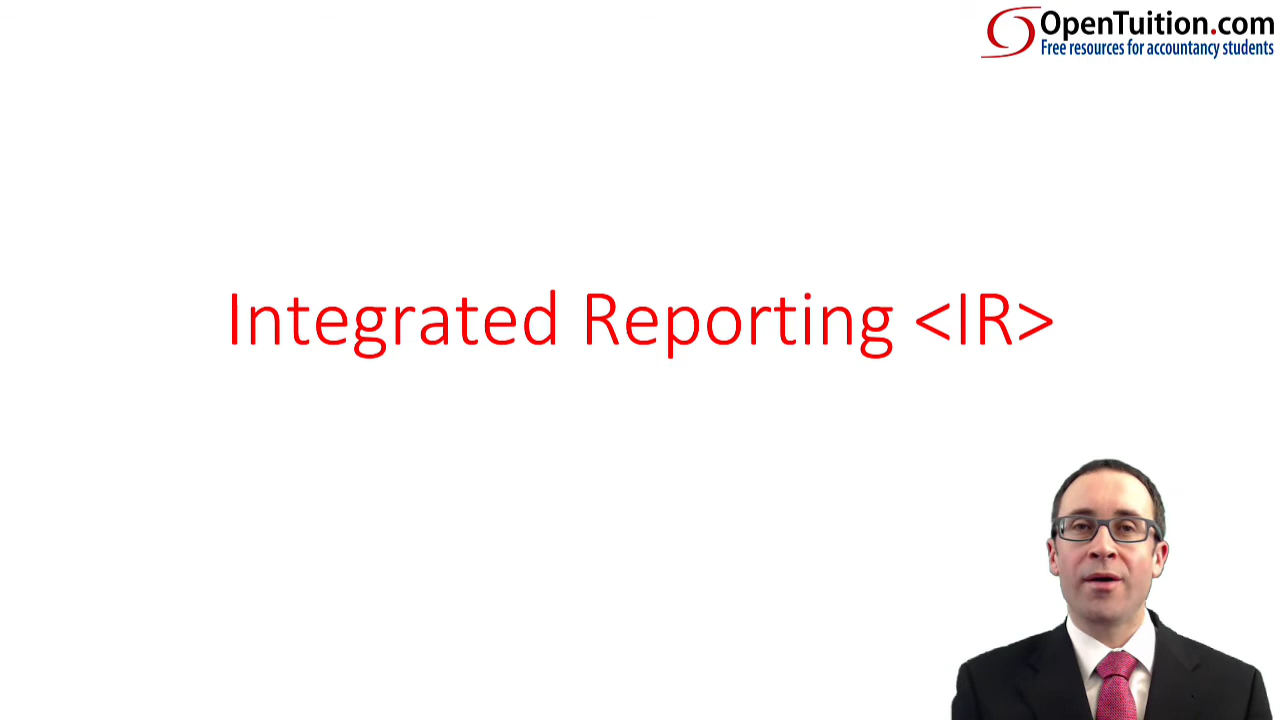 OpenTuition.com
Free resources for accountancy students
Integrated Reporting <IR>